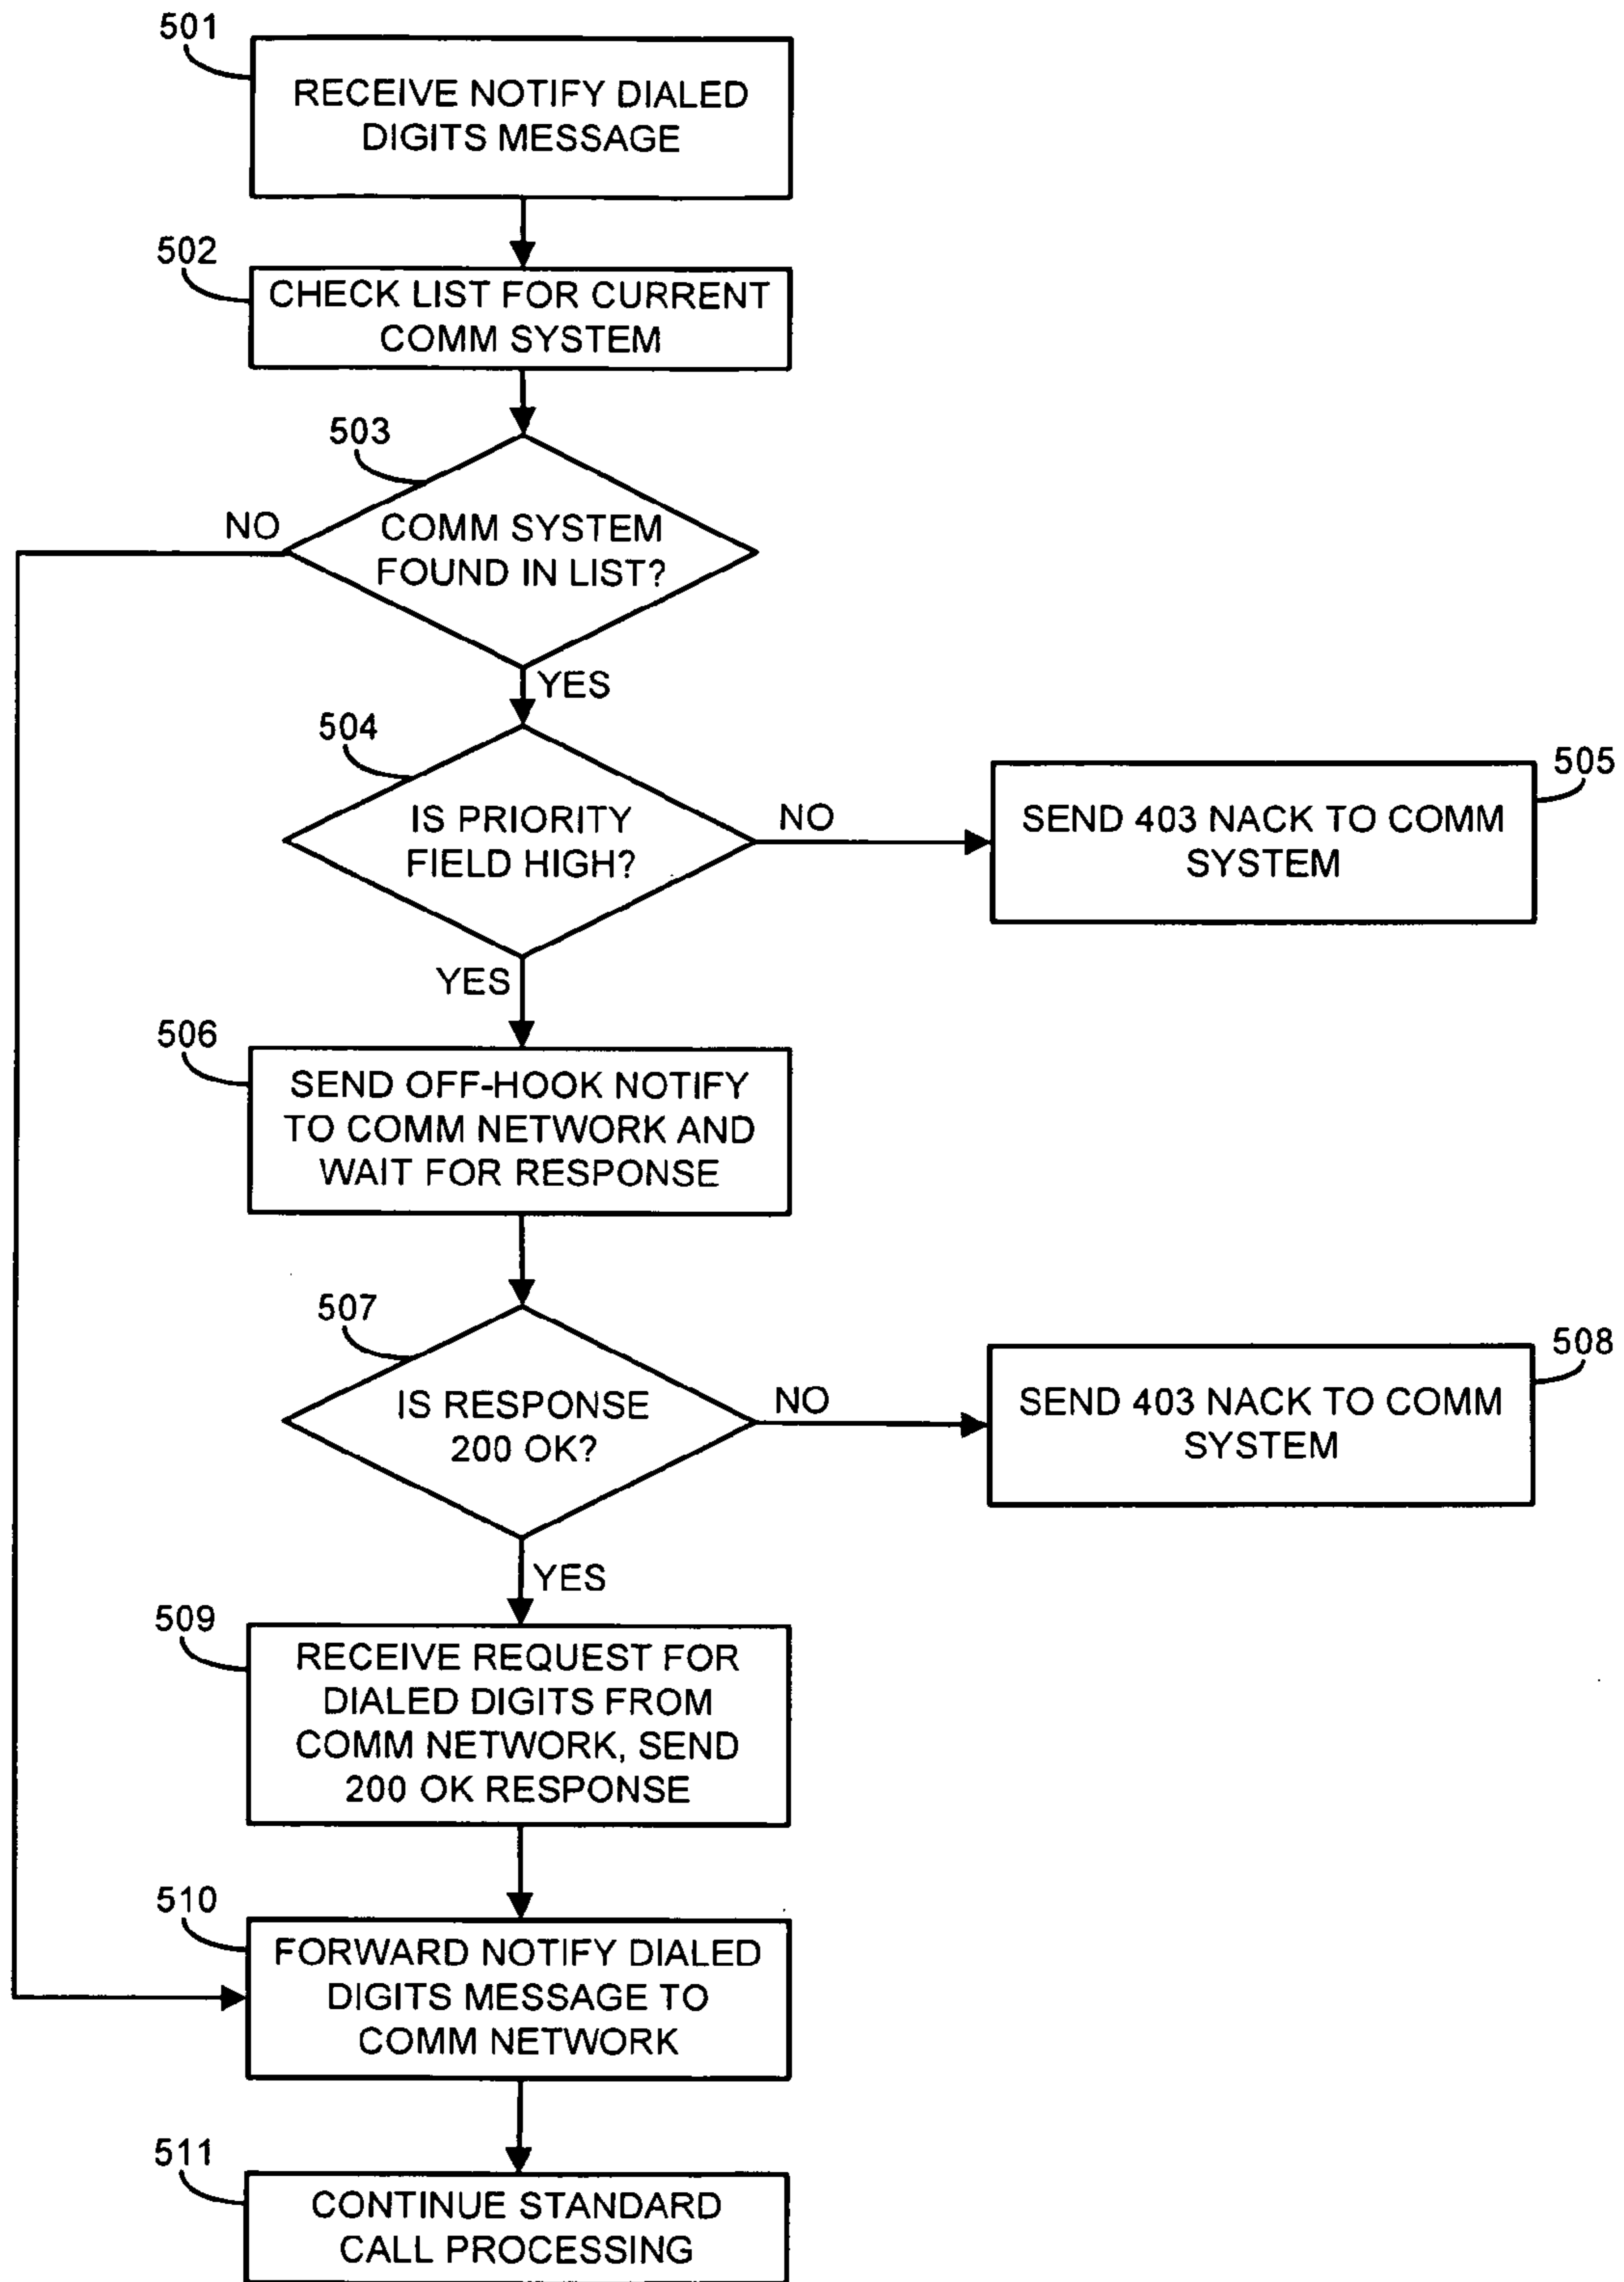 501
RECEIVE NOTIFY DIALED
DIGITS MESSAGE
502
CHECK LIST FOR CURRENT
COMM SYSTEM
503
NO
COMM SYSTEM
FOUND IN LIST?
YES
504
IS PRIORITY
FIELD HIGH?
NO
505
SEND 403 NACK TO COMM
SYSTEM
YES
506
SEND OFF-HOOK NOTIFY
TO COMM NETWORK AND
WAIT FOR RESPONSE
507
IS RESPONSE
200 OK?
NO
508
SEND 403 NACK TO COMM
SYSTEM
YES
509
RECEIVE REQUEST FOR
DIALED DIGITS FROM
COMM NETWORK, SEND
200 OK RESPONSE
510
FORWARD NOTIFY DIALED
DIGITS MESSAGE TO
COMM NETWORK
511
CONTINUE STANDARD
CALL PROCESSING